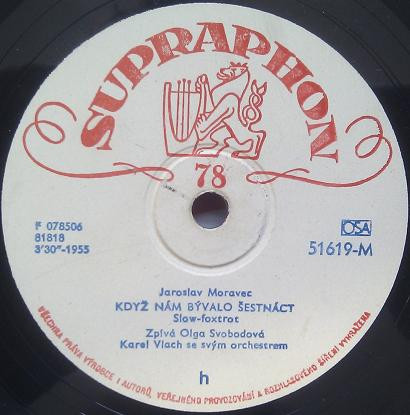 SUPRAPHON
78
F 078506
81818
3'30"-1955
OSA
51619-M
Jaroslav Moravec
KDYŽ NÁM BÝVALO ŠESTNÁCT
Slow-foxtrot
Zpívá Olga Svobodová
Karel Vlach se svým orchestrem
h
VŠECHNA PRÁVA VÝROBCE I AUTORŮ, VEŘEJNÉHO PROVOZOVÁNÍ A ROZHLASOVÉHO ŠÍŘENÍ VYHRAŽENA